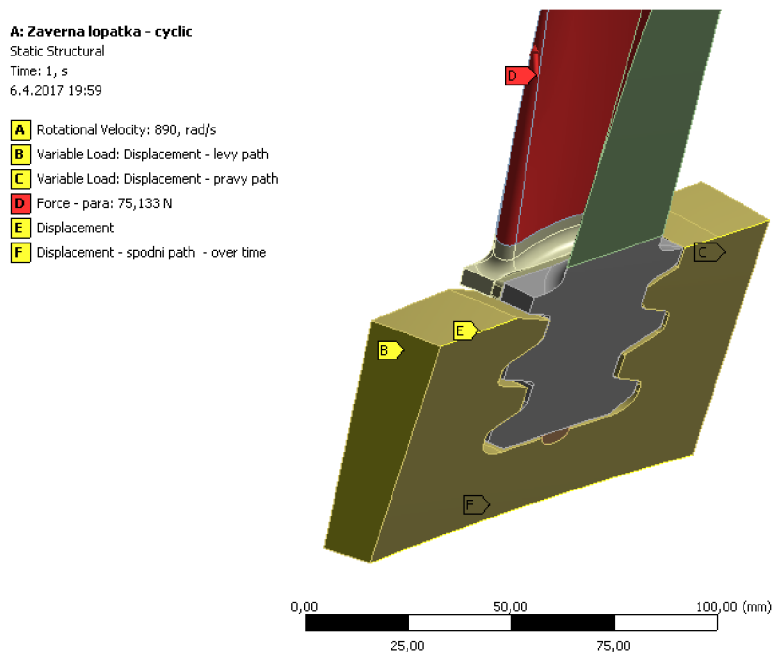 A: Zaverna lopatka - cyclic
Static Structural
Time: 1, s
6.4.2017 19:59
A Rotational Velocity: 890, rad/s
B Variable Load: Displacement - levy path
C Variable Load: Displacement - pravy path
D Force - para: 75,133 N
E Displacement
F Displacement - spodni path  - over time
D
C
E
B
F
0,00 50,00 100,00 (mm)
25,00 75,00